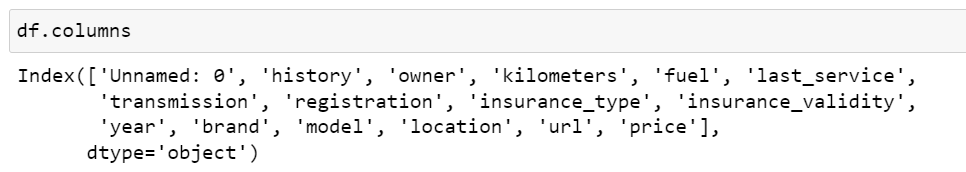 df.columns
Index(['Unnamed: 0', 'history', 'owner', 'kilometers', 'fuel', 'last_service',
'transmission', 'registration', 'insurance_type', 'insurance_validity',
'year', 'brand', 'model', 'location', 'url', 'price'],
dtype='object')